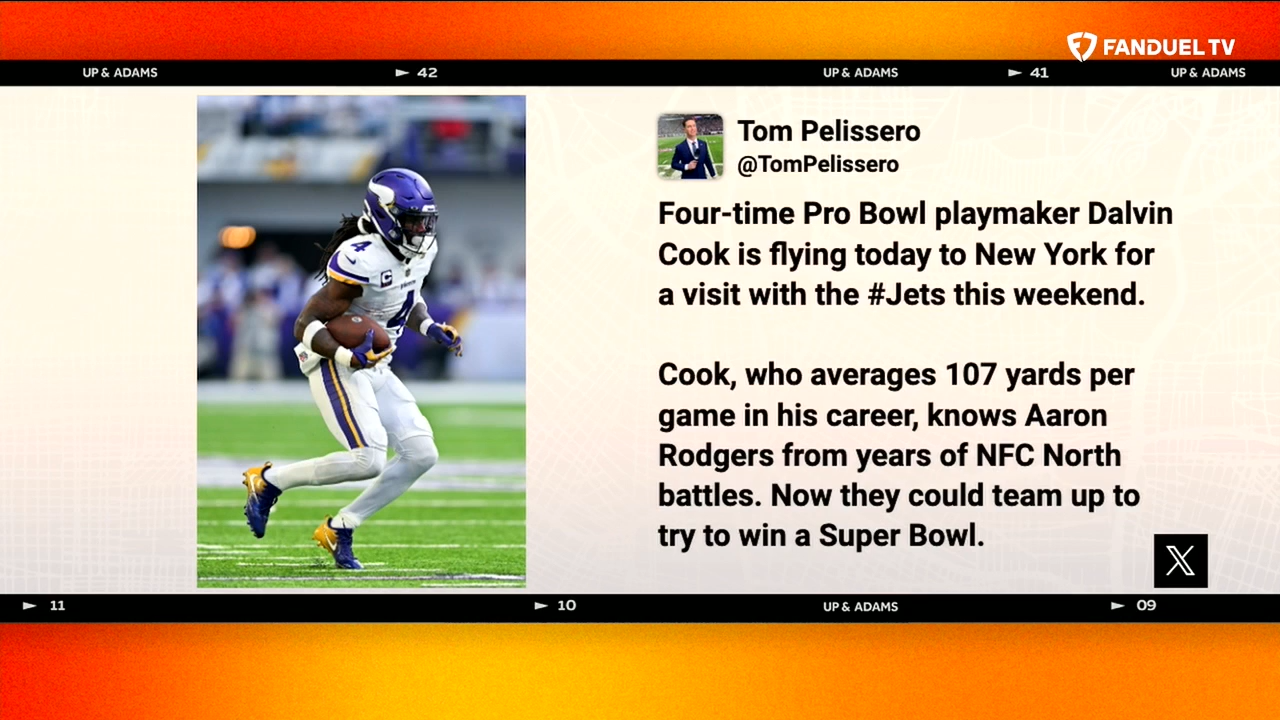 FANDUEL TV
UP & ADAMS
42
UP & ADAMS
41
UP & ADAMS
Tom Pelissero
@TomPelissero
Four-time Pro Bowl playmaker Dalvin
Cook is flying today to New York for
a visit with the #Jets this weekend.
Cook, who averages 107 yards per
game in his career, knows Aaron
Rodgers from years of NFC North
battles. Now they could team up to
try to win a Super Bowl.
4
C
4
X
11
10
UP & ADAMS
09